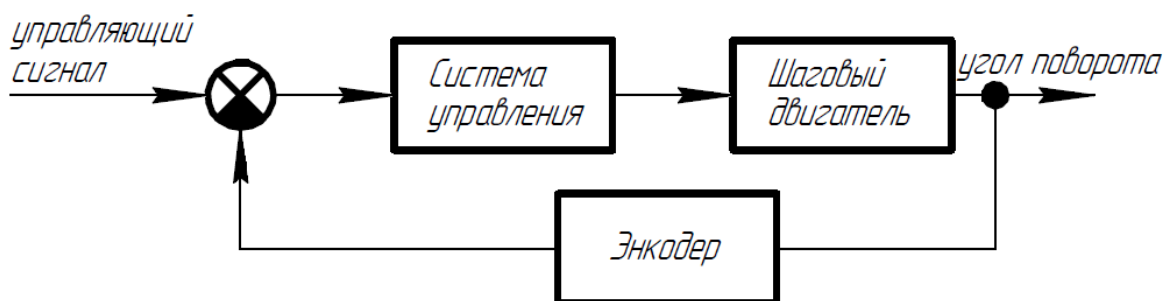 управляющий
сигнал
Система
управления
Шаговый
двигатель
угол поворота
Энкодер